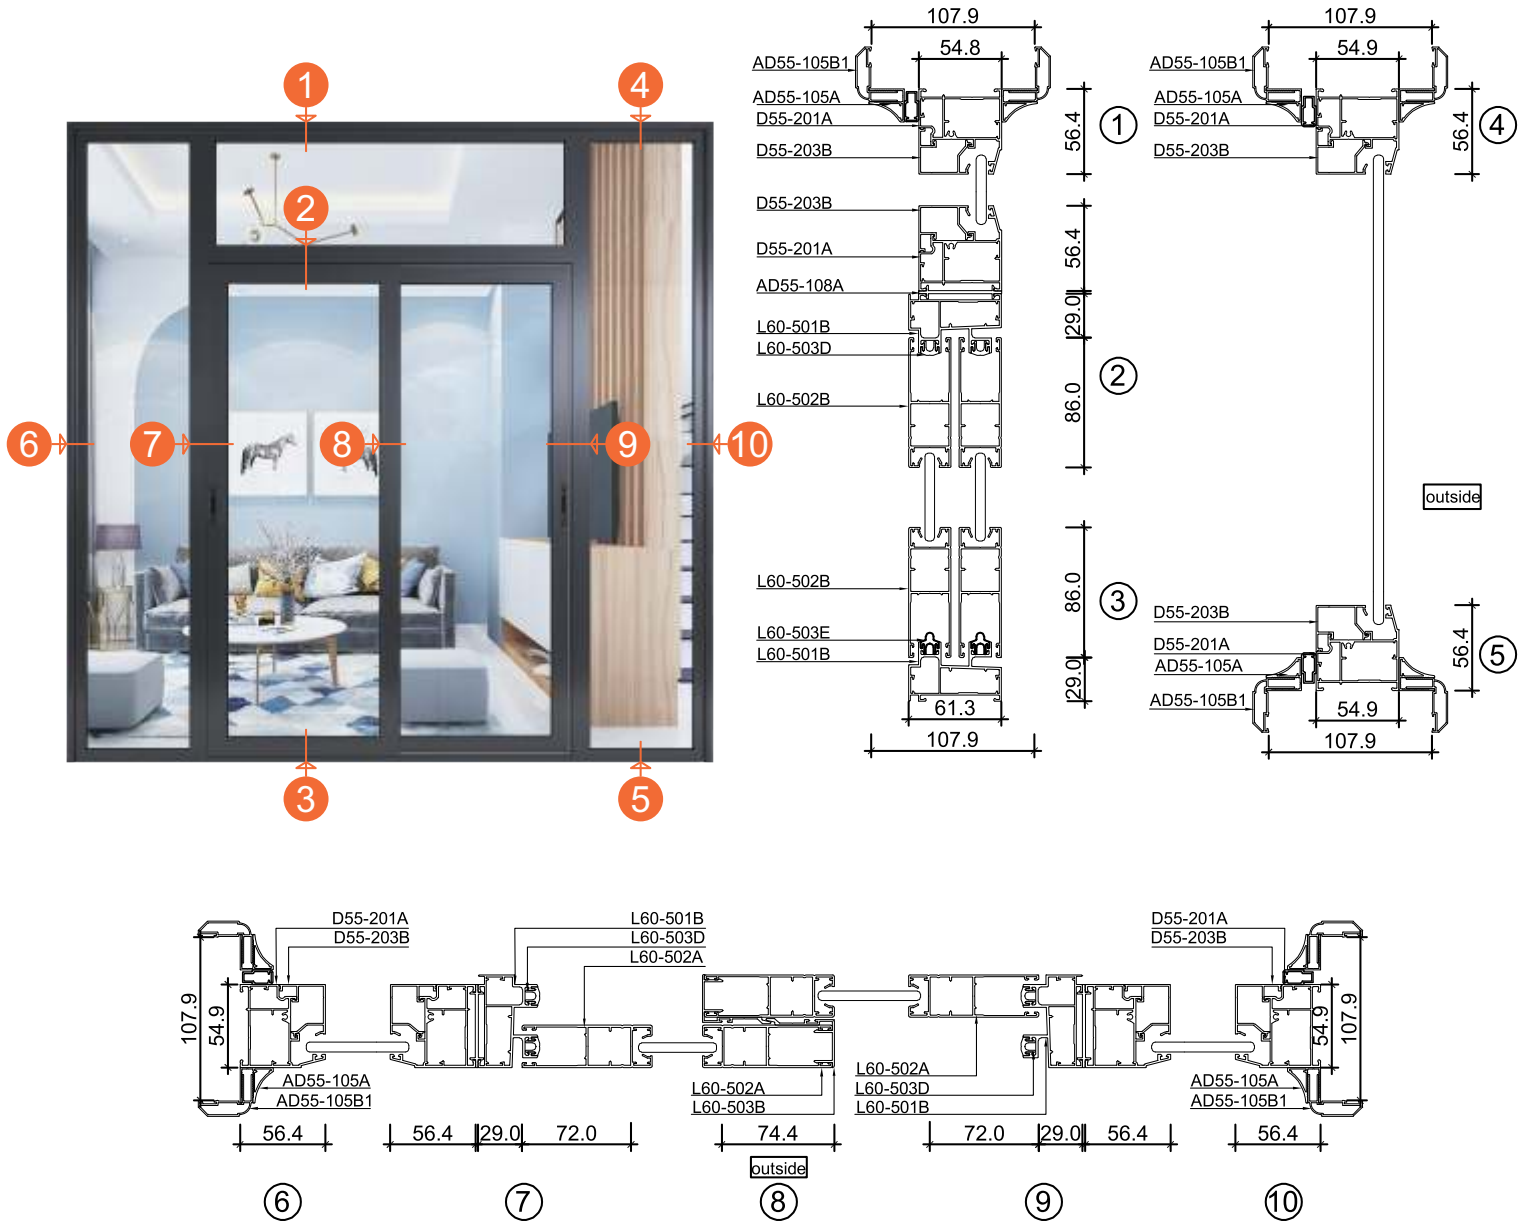 1
4
2
6
7
8
9
10
3
5
107.9
54.8
AD55-105B1
AD55-105A
D55-201A
D55-203B
56.4
1
D55-203B
D55-201A
AD55-108A
L60-501B
L60-503D
L60-502B
56.4
29.0
86.0
2
L60-502B
L60-503E
L60-501B
86.0
29.0
3
61.3
107.9
107.9
54.9
AD55-105B1
AD55-105A
D55-201A
D55-203B
56.4
4
outside
D55-203B
D55-201A
AD55-105A
AD55-105B1
56.4
5
54.9
107.9
D55-201A
D55-203B
107.9
54.9
AD55-105A
AD55-105B1
L60-501B
L60-503D
L60-502A
L60-502A
L60-503B
L60-502A
L60-503D
L60-501B
D55-201A
D55-203B
54.9
107.9
AD55-105A
AD55-105B1
56.4
56.4
29.0
72.0
74.4
72.0
29.0
56.4
56.4
outside
6
7
8
9
10